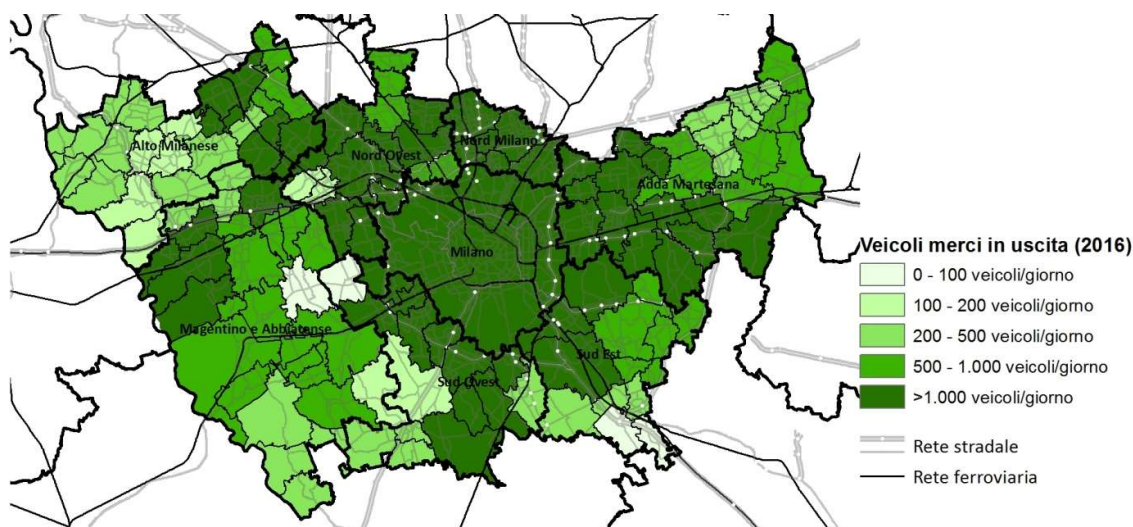 Alto Milanese
Nord Ovest
Nord Milano
Adda Martesana
Milano
Magentino e Abbiatense
Sud Ovest
Sud Est
Veicoli merci in uscita (2016)
0 - 100 veicoli/giorno
100 - 200 veicoli/giorno
200 - 500 veicoli/giorno
500 - 1.000 veicoli/giorno
>1.000 veicoli/giorno
Rete stradale
Rete ferroviaria